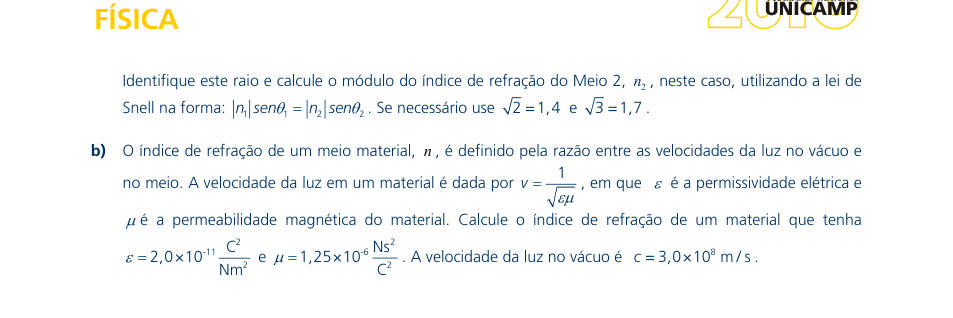 FÍSICA
UNICAMP
Identifique este raio e calcule o módulo do índice de refração do Meio 2, n₂, neste caso, utilizando a lei de
Snell na forma: |n₁|senθ₁ = |n₂|senθ₂. Se necessário use √2 = 1,4 e √3 = 1,7.
b) O índice de refração de um meio material, n, é definido pela razão entre as velocidades da luz no vácuo e
no meio. A velocidade da luz em um material é dada por v = 1/√(εμ), em que ε é a permissividade elétrica e
μ é a permeabilidade magnética do material. Calcule o índice de refração de um material que tenha
ε = 2,0×10⁻¹¹ C²/Nm² e μ = 1,25×10⁻⁶ Ns²/C². A velocidade da luz no vácuo é c = 3,0×10⁸ m/s.